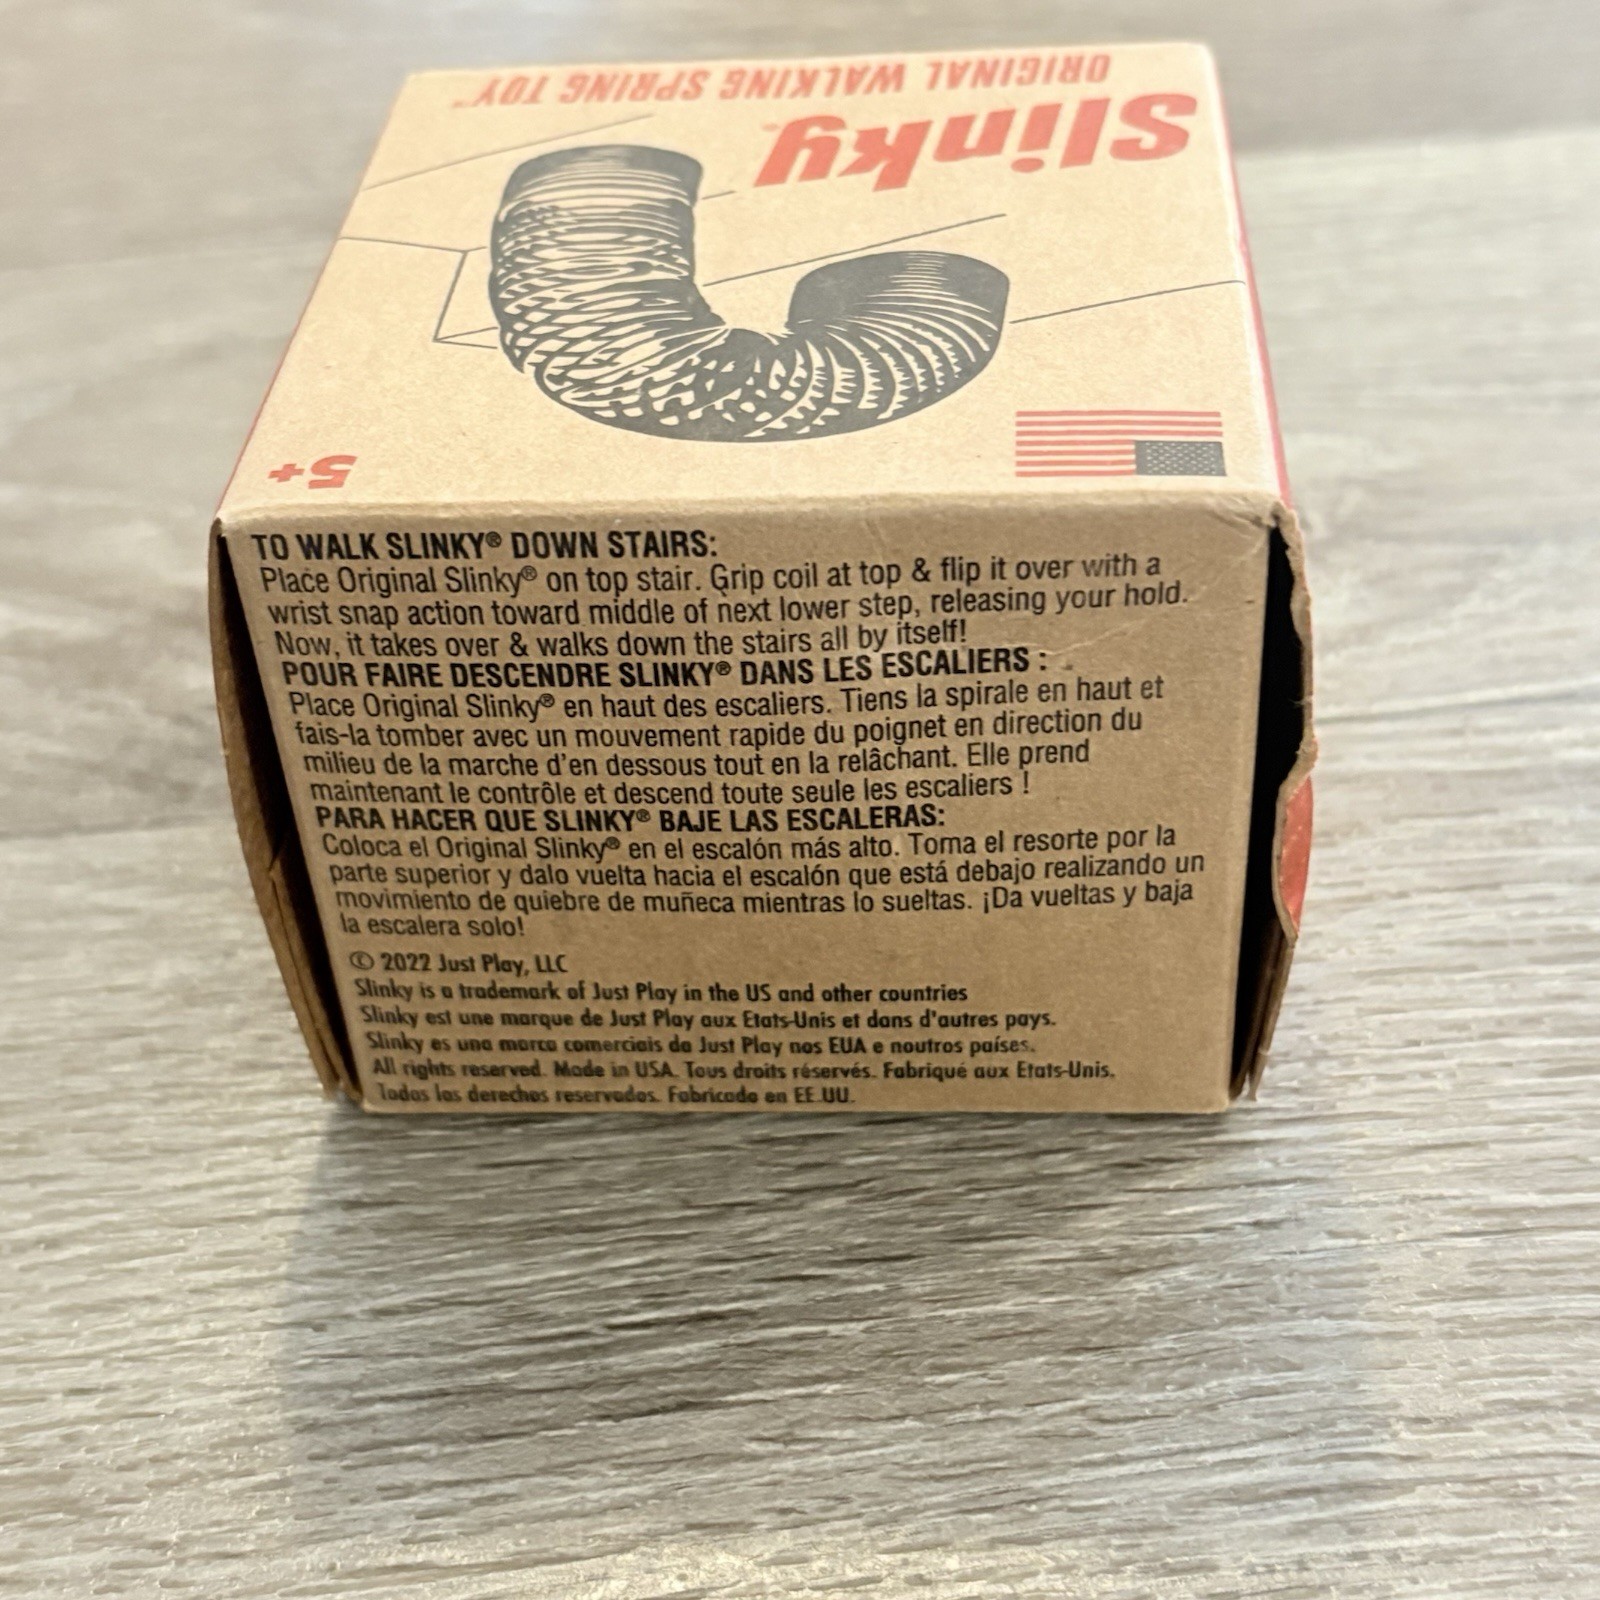 Slinky™
ORIGINAL WALKING SPRING TOY™
5+
TO WALK SLINKY® DOWN STAIRS:
Place Original Slinky® on top stair. Grip coil at top & flip it over with a
wrist snap action toward middle of next lower step, releasing your hold.
Now, it takes over & walks down the stairs all by itself!
POUR FAIRE DESCENDRE SLINKY® DANS LES ESCALIERS :
Place Original Slinky® en haut des escaliers. Tiens la spirale en haut et
fais-la tomber avec un mouvement rapide du poignet en direction du
milieu de la marche d'en dessous tout en la relâchant. Elle prend
maintenant le contrôle et descend toute seule les escaliers !
PARA HACER QUE SLINKY® BAJE LAS ESCALERAS:
Coloca el Original Slinky® en el escalón más alto. Toma el resorte por la
parte superior y dalo vuelta hacia el escalón que está debajo realizando un
movimiento de quiebre de muñeca mientras lo sueltas. ¡Da vueltas y baja
la escalera solo!
© 2022 Just Play, LLC
Slinky is a trademark of Just Play in the US and other countries
Slinky est une marque de Just Play aux Etats-Unis et dans d'autres pays.
Slinky es una marca comerciais da Just Play nos EUA e noutros países.
All rights reserved. Made in USA. Tous droits réservés. Fabriqué aux Etats-Unis.
Todos los derechos reservados. Fabricado en EE.UU.